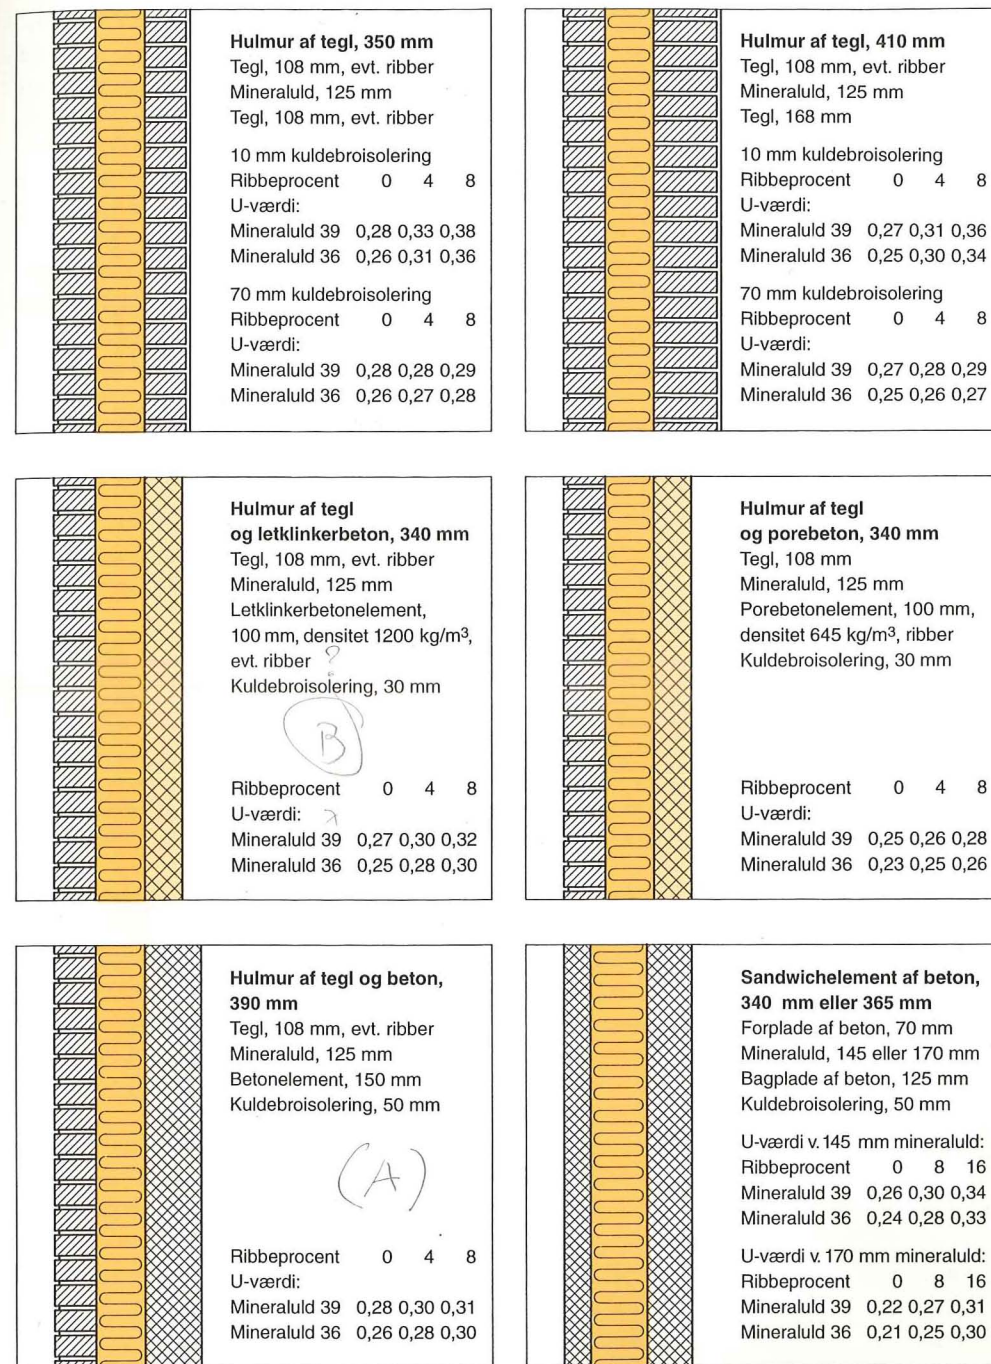 Hulmur af tegl, 350 mm
Tegl, 108 mm, evt. ribber
Mineraluld, 125 mm
Tegl, 108 mm, evt. ribber
10 mm kuldebroisolering
Ribbeprocent 0 4 8
U-værdi:
Mineraluld 39 0,28 0,33 0,38
Mineraluld 36 0,26 0,31 0,36
70 mm kuldebroisolering
Ribbeprocent 0 4 8
U-værdi:
Mineraluld 39 0,28 0,28 0,29
Mineraluld 36 0,26 0,27 0,28
Hulmur af tegl, 410 mm
Tegl, 108 mm, evt. ribber
Mineraluld, 125 mm
Tegl, 168 mm
10 mm kuldebroisolering
Ribbeprocent 0 4 8
U-værdi:
Mineraluld 39 0,27 0,31 0,36
Mineraluld 36 0,25 0,30 0,34
70 mm kuldebroisolering
Ribbeprocent 0 4 8
U-værdi:
Mineraluld 39 0,27 0,28 0,29
Mineraluld 36 0,25 0,26 0,27
Hulmur af tegl
og letklinkerbeton, 340 mm
Tegl, 108 mm, evt. ribber
Mineraluld, 125 mm
Letklinkerbetonelement,
100 mm, densitet 1200 kg/m³,
evt. ribber ?
Kuldebroisolering, 30 mm
B
Ribbeprocent 0 4 8
U-værdi:
Mineraluld 39 0,27 0,30 0,32
Mineraluld 36 0,25 0,28 0,30
Hulmur af tegl
og porebeton, 340 mm
Tegl, 108 mm
Mineraluld, 125 mm
Porebetonelement, 100 mm,
densitet 645 kg/m³, ribber
Kuldebroisolering, 30 mm
Ribbeprocent 0 4 8
U-værdi:
Mineraluld 39 0,25 0,26 0,28
Mineraluld 36 0,23 0,25 0,26
Hulmur af tegl og beton,
390 mm
Tegl, 108 mm, evt. ribber
Mineraluld, 125 mm
Betonelement, 150 mm
Kuldebroisolering, 50 mm
(A)
Ribbeprocent 0 4 8
U-værdi:
Mineraluld 39 0,28 0,30 0,31
Mineraluld 36 0,26 0,28 0,30
Sandwichelement af beton,
340 mm eller 365 mm
Forplade af beton, 70 mm
Mineraluld, 145 eller 170 mm
Bagplade af beton, 125 mm
Kuldebroisolering, 50 mm
U-værdi v. 145 mm mineraluld:
Ribbeprocent 0 8 16
Mineraluld 39 0,26 0,30 0,34
Mineraluld 36 0,24 0,28 0,33
U-værdi v. 170 mm mineraluld:
Ribbeprocent 0 8 16
Mineraluld 39 0,22 0,27 0,31
Mineraluld 36 0,21 0,25 0,30